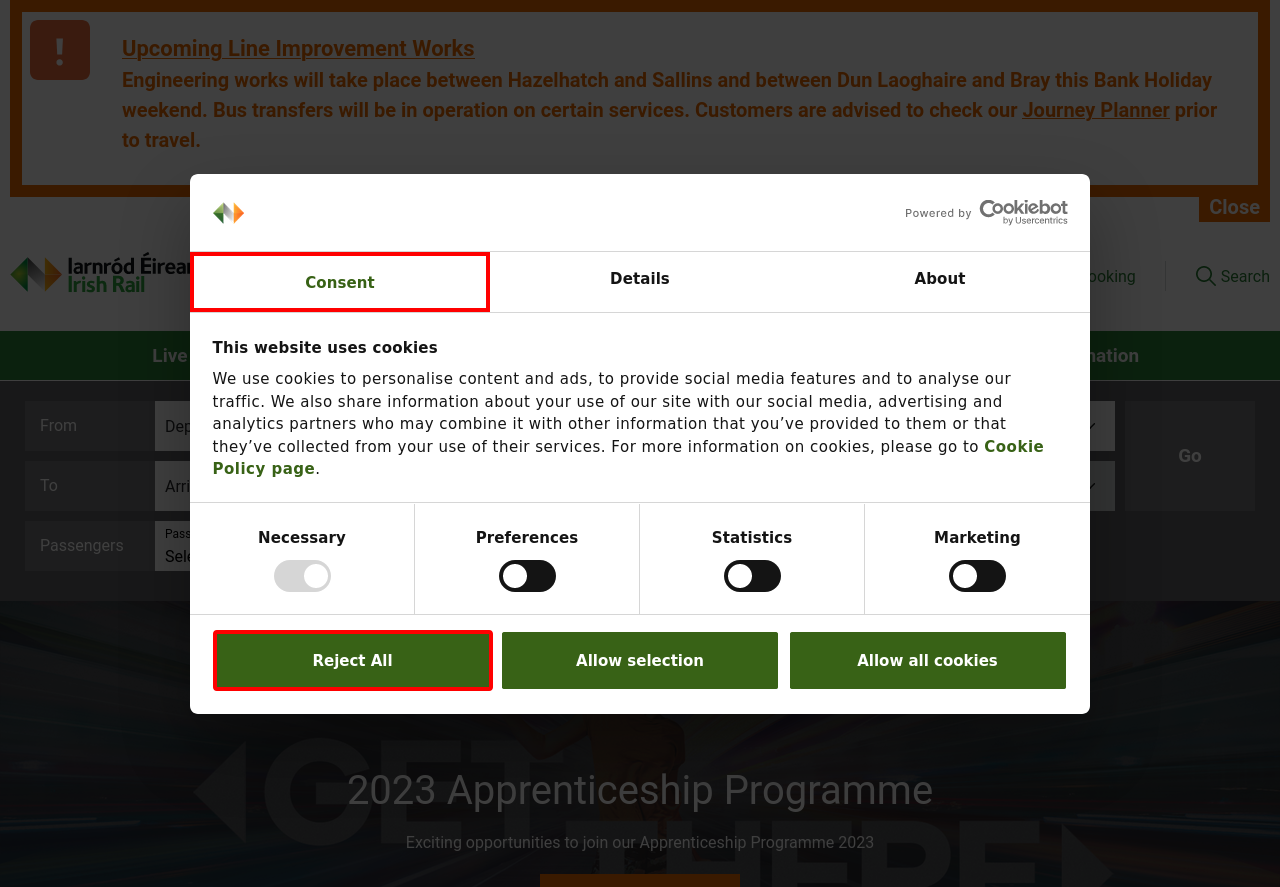 !
Upcoming Line Improvement Works
Engineering works will take place between Hazelhatch and Sallins and between Dun Laoghaire and Bray this Bank Holiday
weekend. Bus transfers will be in operation on certain services. Customers are advised to check our Journey Planner prior
to travel.
Close
Powered by Cookiebot
by Usercentrics
Iarnród Éirean
Irish Rail
ooking
Search
Consent
Details
About
Live
This website uses cookies
We use cookies to personalise content and ads, to provide social media features and to analyse our
traffic. We also share information about your use of our site with our social media, advertising and
analytics partners who may combine it with other information that you’ve provided to them or that
they’ve collected from your use of their services. For more information on cookies, please go to Cookie
Policy page.
From
Dep
To
Arri
Go
Passengers
Pass
Sele
Necessary
Preferences
Statistics
Marketing
Reject All
Allow selection
Allow all cookies
GET
THERE
2023 Apprenticeship Programme
Exciting opportunities to join our Apprenticeship Programme 2023